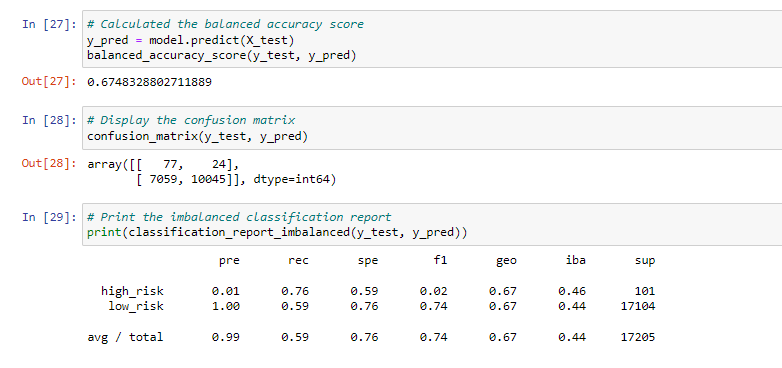 In [27]: # Calculated the balanced accuracy score
y_pred = model.predict(X_test)
balanced_accuracy_score(y_test, y_pred)
Out[27]: 0.6748328802711889
In [28]: # Display the confusion matrix
confusion_matrix(y_test, y_pred)
Out[28]: array([[   77,    24],
[ 7059, 10045]], dtype=int64)
In [29]: # Print the imbalanced classification report
print(classification_report_imbalanced(y_test, y_pred))
pre rec spe f1 geo iba sup
high_risk 0.01 0.76 0.59 0.02 0.67 0.46 101
low_risk 1.00 0.59 0.76 0.74 0.67 0.44 17104
avg / total 0.99 0.59 0.76 0.74 0.67 0.44 17205